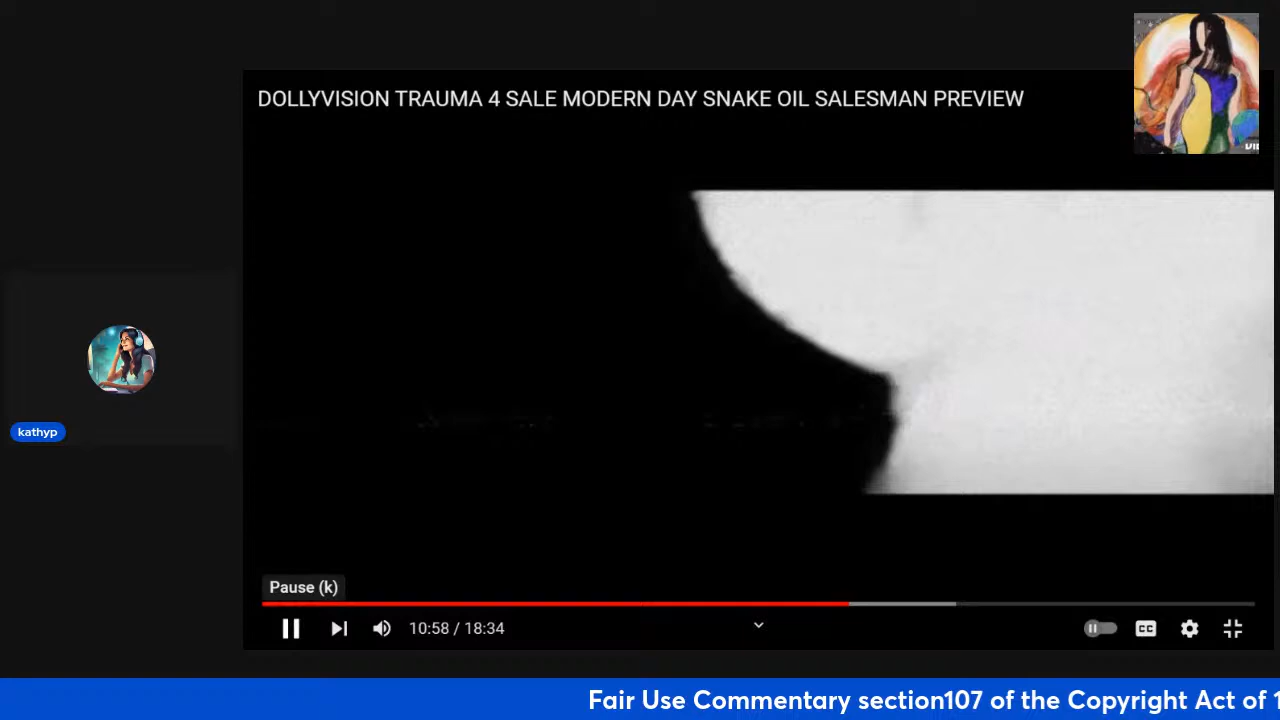 DOLLYVISION TRAUMA 4 SALE MODERN DAY SNAKE OIL SALESMAN PREVIEW
kathyp
Pause (k)
10:58 / 18:34
CC
Fair Use Commentary section107 of the Copyright Act of 1